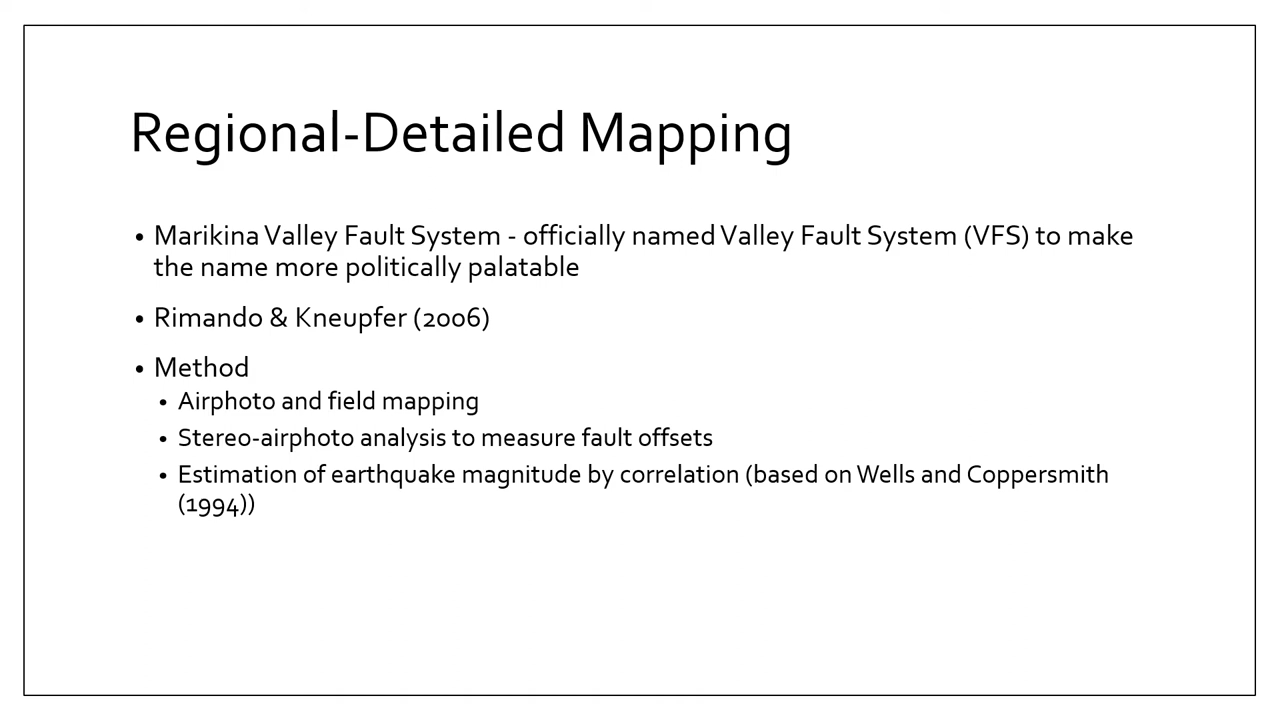 Regional-Detailed Mapping
• Marikina Valley Fault System - officially named Valley Fault System (VFS) to make
the name more politically palatable
• Rimando & Kneupfer (2006)
• Method
• Airphoto and field mapping
• Stereo-airphoto analysis to measure fault offsets
• Estimation of earthquake magnitude by correlation (based on Wells and Coppersmith
(1994))